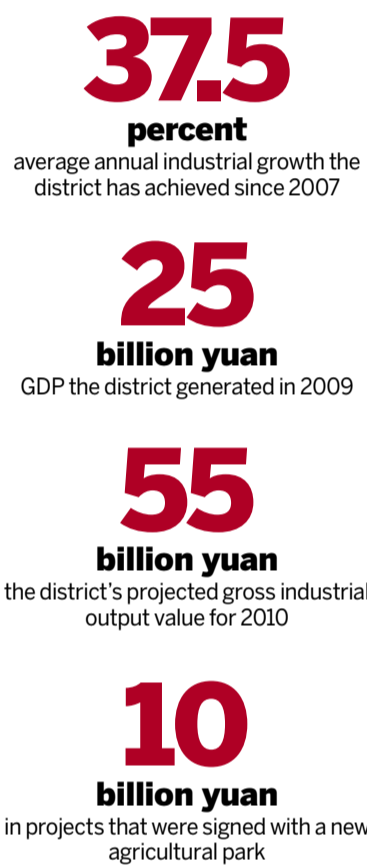 37.5
percent
average annual industrial growth the
district has achieved since 2007
25
billion yuan
GDP the district generated in 2009
55
billion yuan
the district's projected gross industrial
output value for 2010
10
billion yuan
in projects that were signed with a new
agricultural park